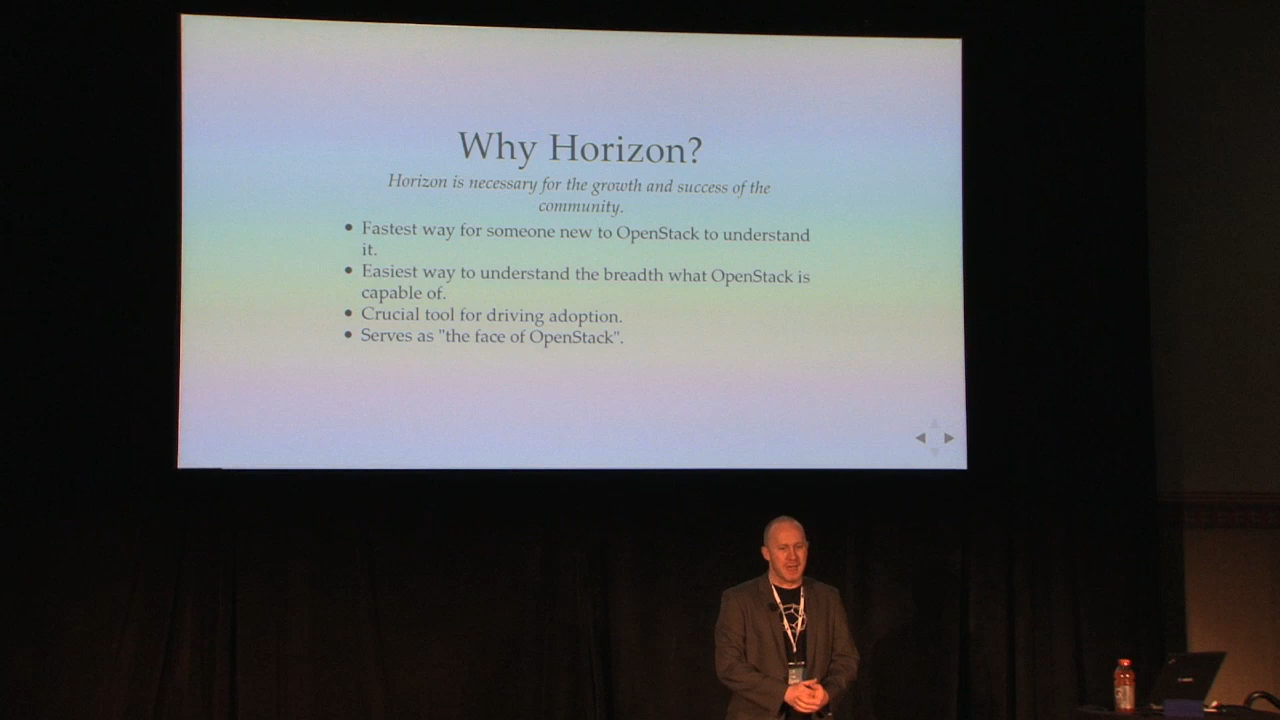 Why Horizon?
Horizon is necessary for the growth and success of the
community.
• Fastest way for someone new to OpenStack to understand
it.
• Easiest way to understand the breadth what OpenStack is
capable of.
• Crucial tool for driving adoption.
• Serves as "the face of OpenStack".